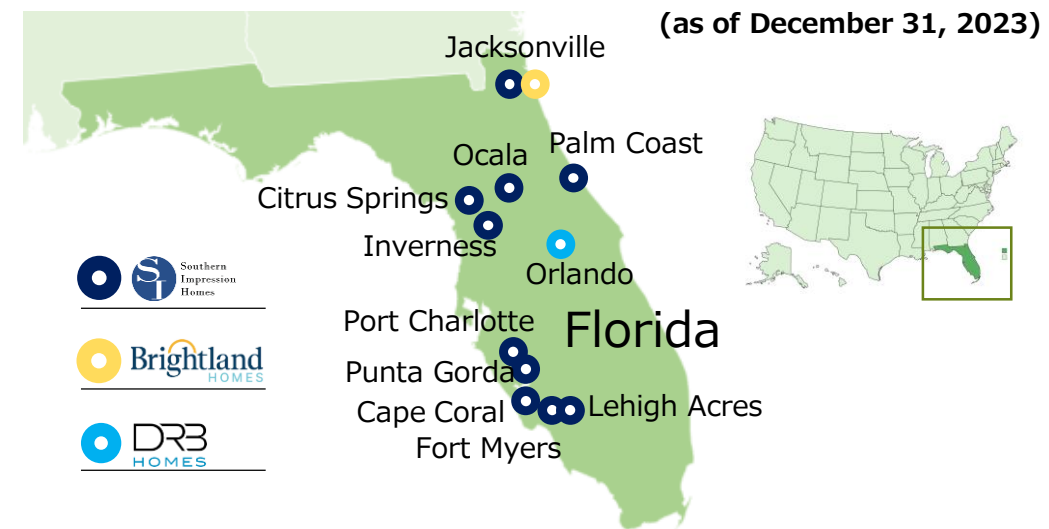 (as of December 31, 2023)
Jacksonville
Palm Coast
Ocala
Citrus Springs
Inverness
Orlando
SI
Southern
Impression
Homes
Port Charlotte
Florida
Brightland
HOMES
Punta Gorda
Cape Coral
Lehigh Acres
Fort Myers
DRB
HOMES